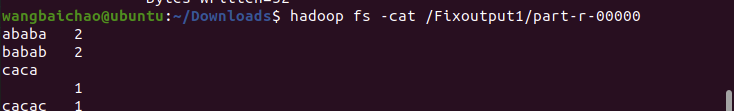 Bytes Written=32
wangbaichao@ubuntu:~/Downloads$ hadoop fs -cat /Fixoutput1/part-r-00000
ababa 2
babab 2
caca
1
cacac 1